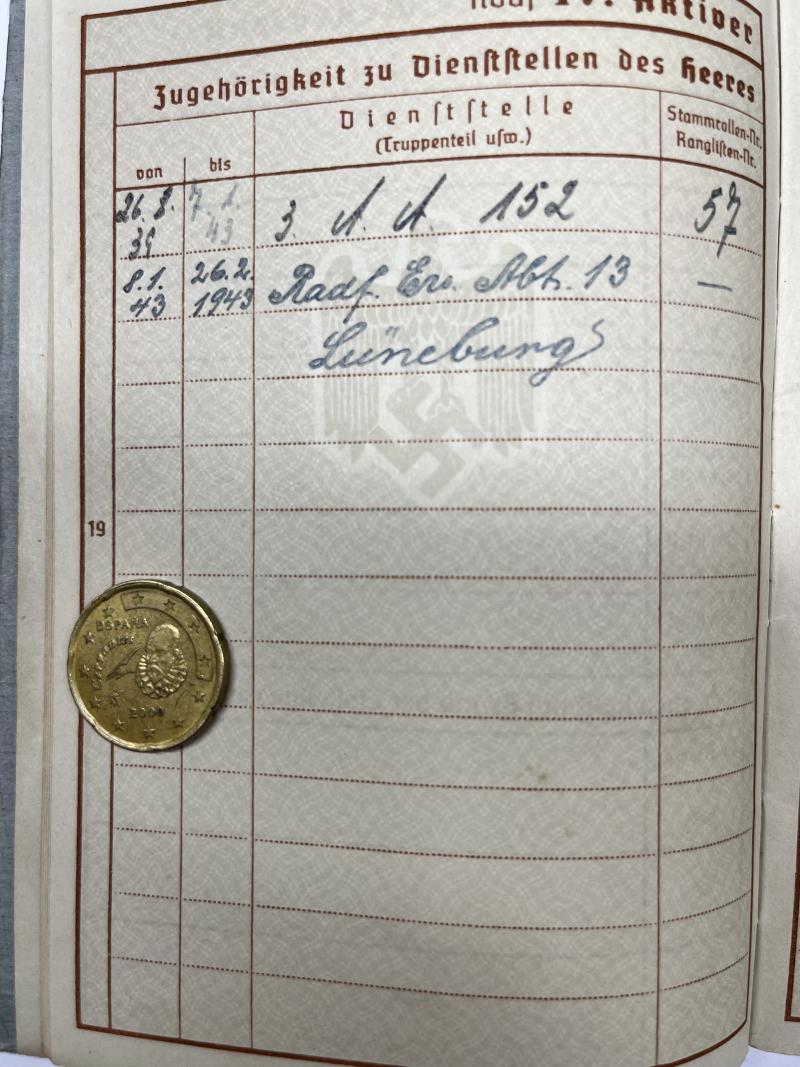 Noch IV. Aktiver
Zugehörigkeit zu Dienststellen des Heeres
von
bis
Dienststelle
(Truppenteil usw.)
Stammrollen-Nr.
Ranglisten-Nr.
26. 8. 39
7. 1. 43
3. A. A. 152
57
8.1. 43
26.2. 1943
Radf. Ers. Abt. 13
—
Lüneburg
19
ESPAÑA
CERVANTES